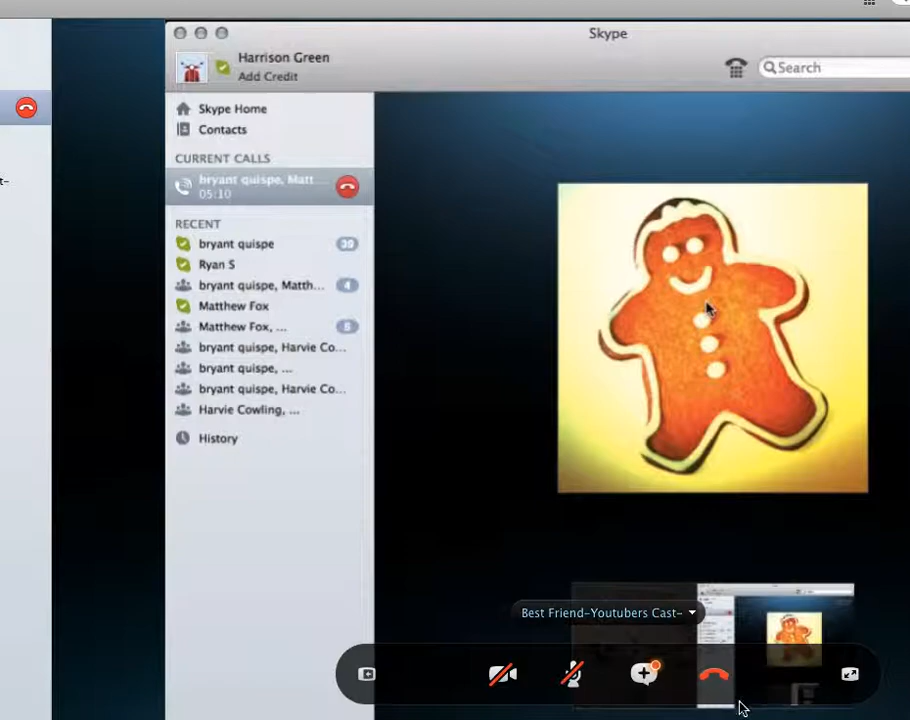 Skype
Harrison Green
Add Credit
Search
Skype Home
Contacts
CURRENT CALLS
bryant quispe, Matt...
05:10
RECENT
bryant quispe 39
Ryan S
bryant quispe, Matth... 4
Matthew Fox
Matthew Fox, ...
bryant quispe, Harvie Co...
bryant quispe, ...
bryant quispe, Harvie Co...
Harvie Cowling, ...
History
t-
Best Friend-Youtubers Cast-